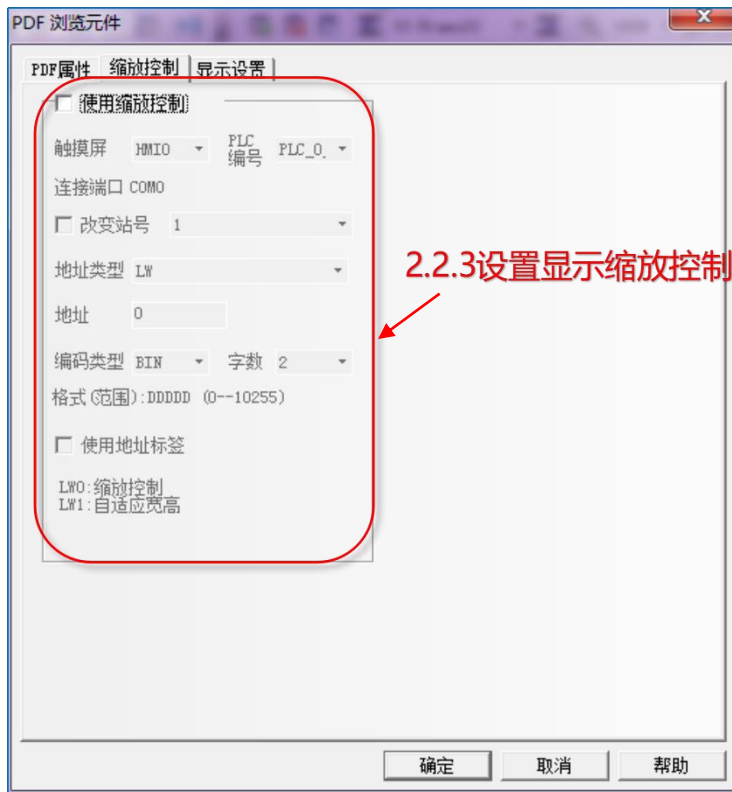 PDF 浏览元件
PDF属性 缩放控制 显示设置
使用缩放控制
触摸屏 HMI0 PLC编号 PLC_0.
连接端口 COM0
改变站号 1
地址类型 LW
2.2.3设置显示缩放控制
地址 0
编码类型 BIN 字数 2
格式(范围):DDDDD (0--10255)
使用地址标签
LW0:缩放控制
LW1:自适应宽高
确定 取消 帮助